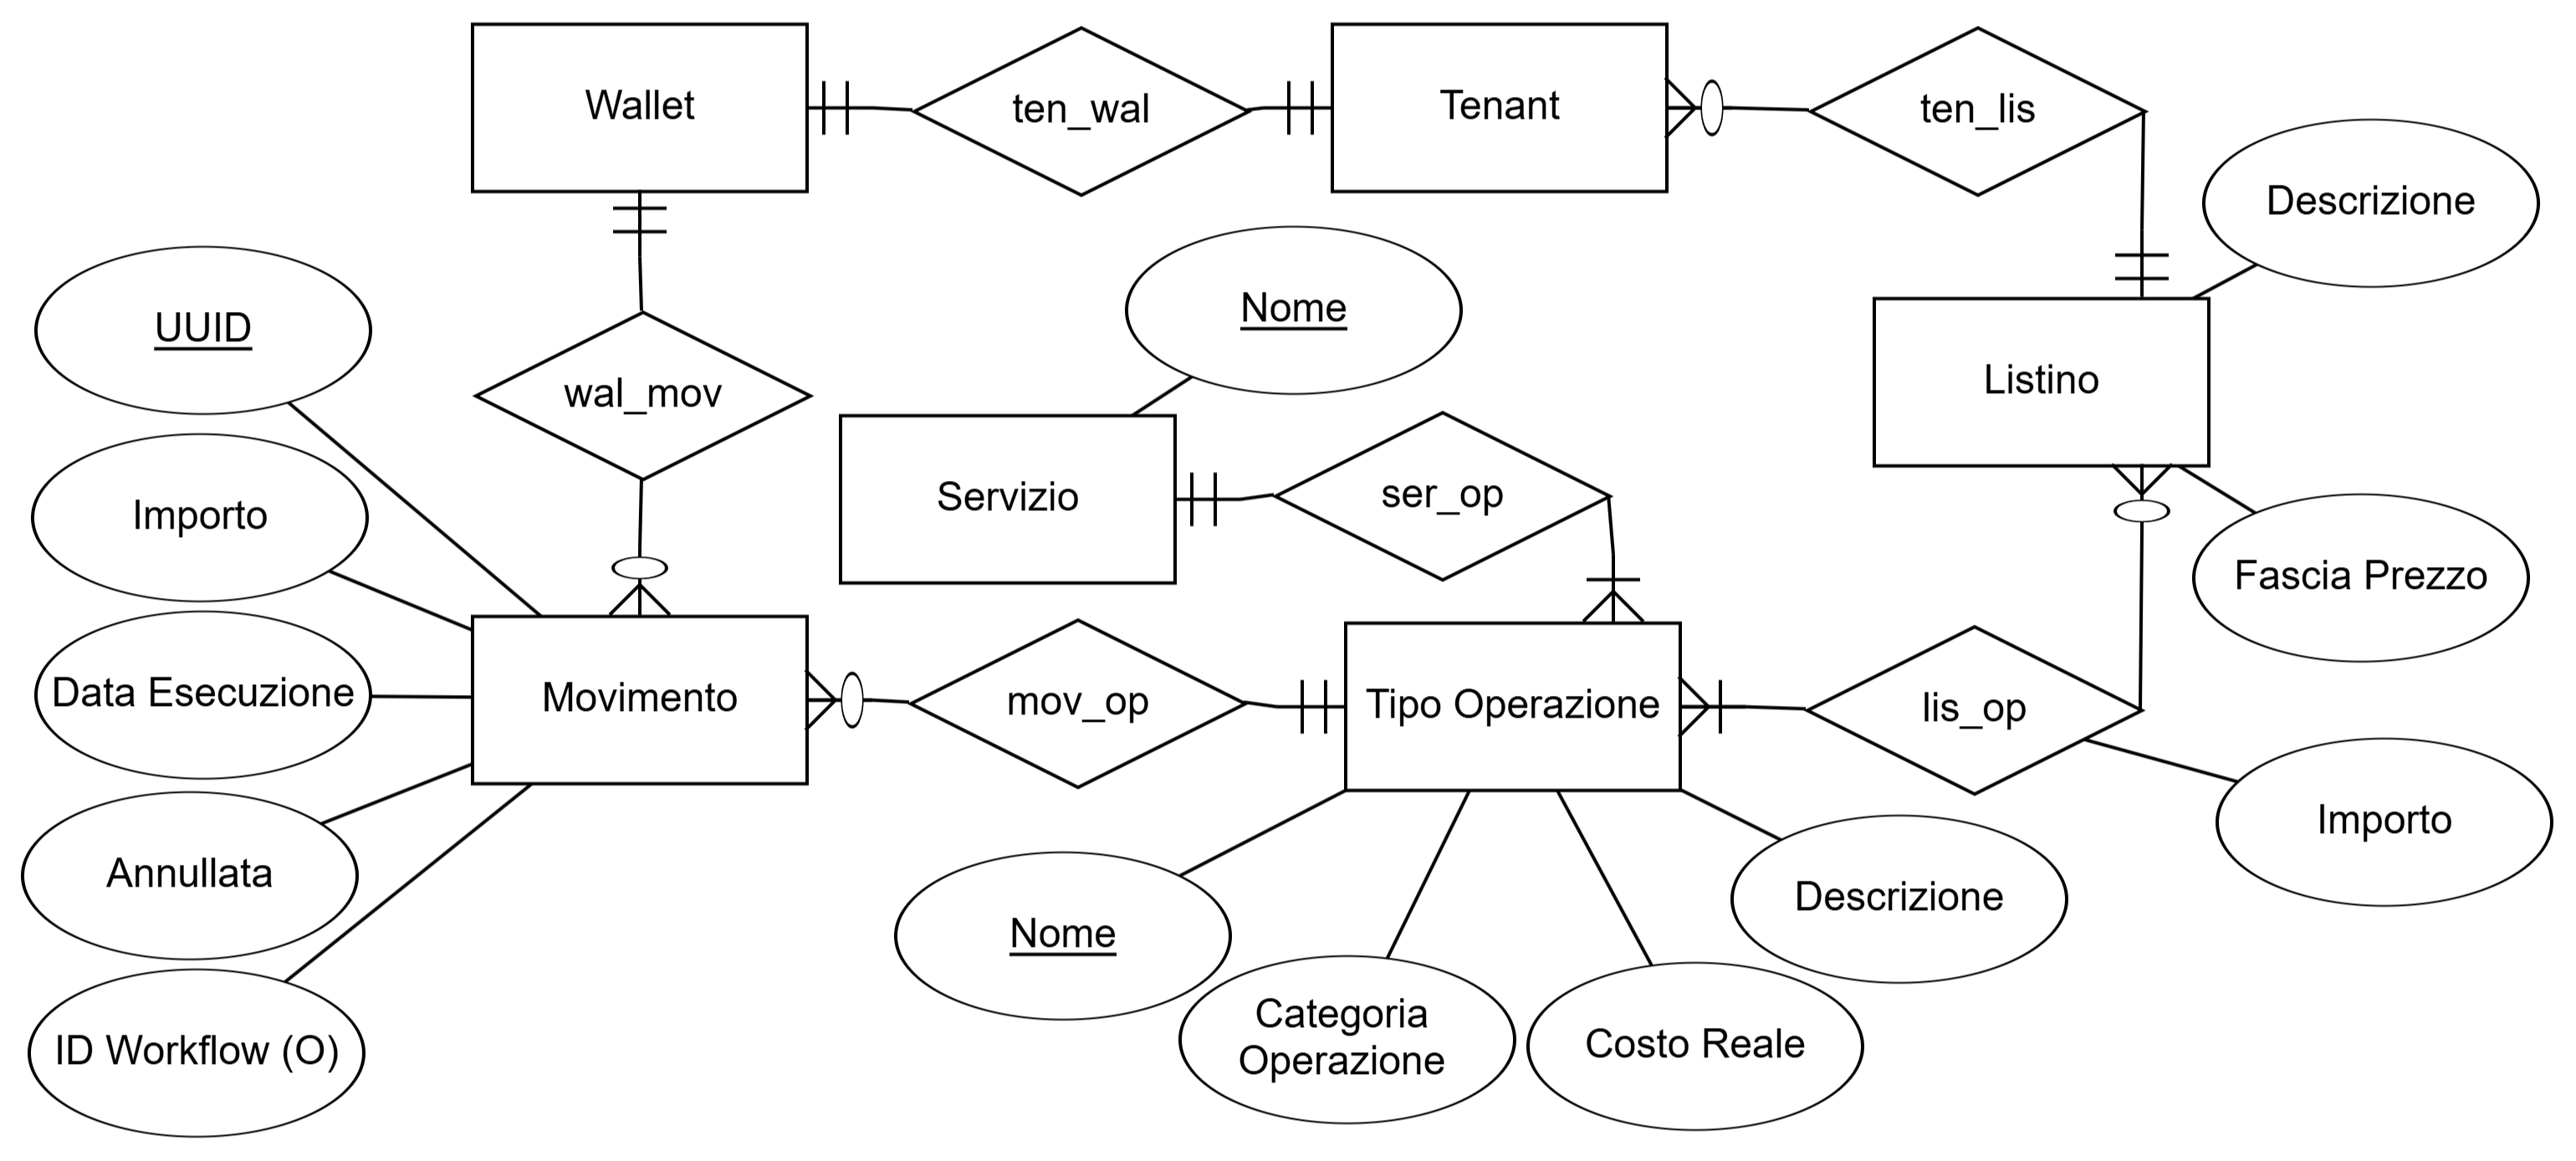 Wallet
ten_wal
Tenant
ten_lis
Descrizione
UUID
Nome
wal_mov
Listino
Importo
Servizio
ser_op
Fascia Prezzo
Data Esecuzione
Movimento
mov_op
Tipo Operazione
lis_op
Importo
Annullata
Nome
Descrizione
Categoria
Operazione
Costo Reale
ID Workflow (O)